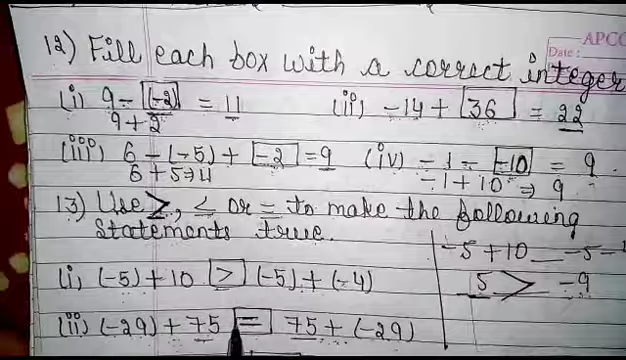 APCO
Date:
12) Fill each box with a correct integer
(i) 9 - (-2) = 11 (ii) -14 + 36 = 22
9 + 2
(iii) 6 - (-5) + -2 = 9 (iv) -1 - -10 = 9
6 + 5 ⇒ 11 -1 + 10 ⇒ 9
13) Use >, < or = to make the following
statements true.
-5 + 10 _ -5 -
(i) (-5) + 10 > (-5) + (-4) 5 > -9
(ii) (-29) + 75 = 75 + (-29)